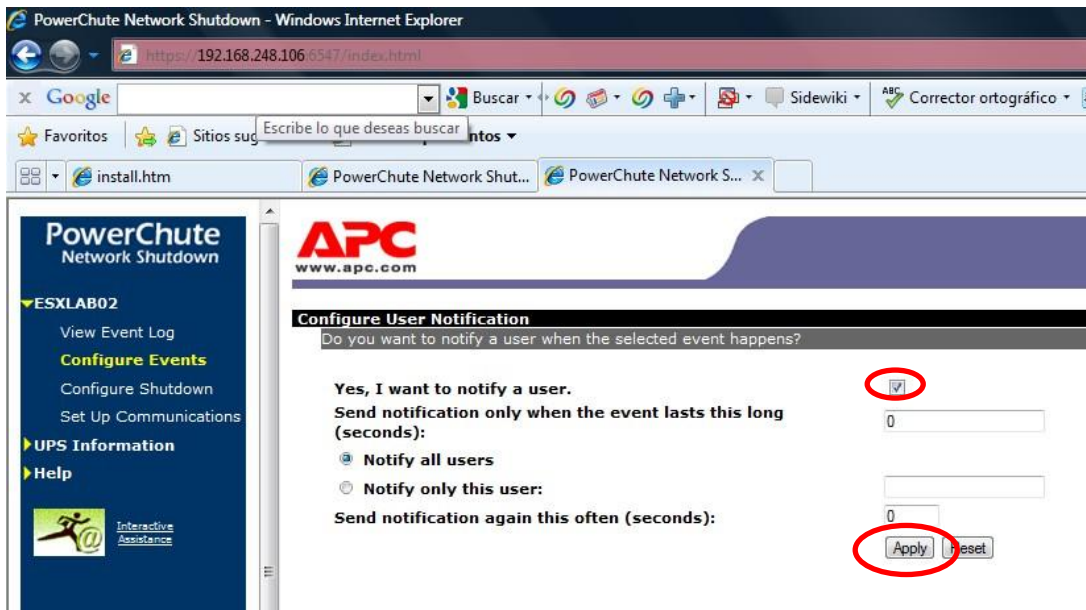 PowerChute Network Shutdown - Windows Internet Explorer
https://192.168.248.106:6547/index.html
x Google Buscar Sidewiki ABC Corrector ortográfico
Favoritos Sitios sug ntos
Escribe lo que deseas buscar
install.htm PowerChute Network Shut... PowerChute Network S... X
PowerChute
Network Shutdown
APC
www.apc.com
ESXLAB02
View Event Log
Configure Events
Configure Shutdown
Set Up Communications
UPS Information
Help
Interactive
Assistance
Configure User Notification
Do you want to notify a user when the selected event happens?
Yes, I want to notify a user.
Send notification only when the event lasts this long
(seconds): 0
Notify all users
Notify only this user:
Send notification again this often (seconds): 0
Apply Reset